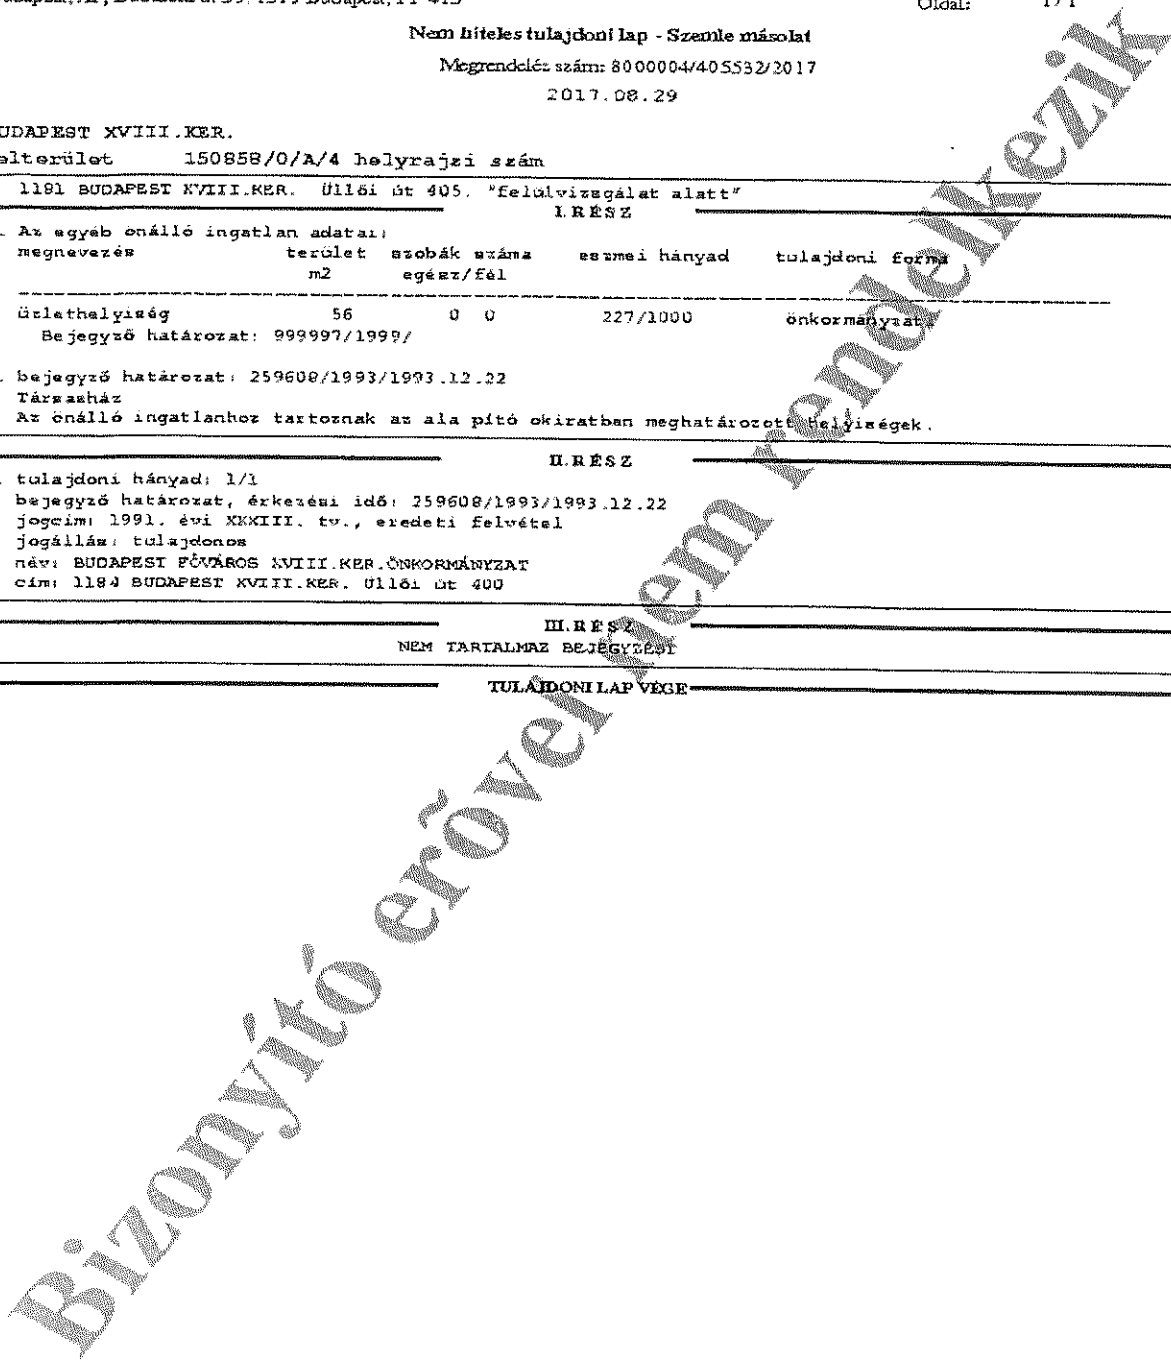 Oldal: 1 / 1
Nem hiteles tulajdoni lap - Szemle másolat
Megrendelés szám: 8000004/405532/2017
2017.08.29
UDAPEST XVIII.KER.
elterület 150858/0/A/4 helyrajzi szám
1181 BUDAPEST XVIII.KER. Üllői út 405. "felülvizsgálat alatt"
I.RÉSZ
. Az egyéb önálló ingatlan adatai:
megnevezés terület szobák száma eszmei hányad tulajdoni forma
m2 egész/fél
üzlethelyiség 56 0 0 227/1000 önkormányzati
Bejegyző határozat: 999997/1999/
. bejegyző határozat: 259608/1993/1993.12.22
Társasház
Az önálló ingatlanhoz tartoznak az ala pító okiratban meghatározott helyiségek.
II.RÉSZ
. tulajdoni hányad: 1/1
bejegyző határozat, érkezési idő: 259608/1993/1993.12.22
jogcím: 1991. évi XXXIII. tv., eredeti felvétel
jogállás: tulajdonos
név: BUDAPEST FŐVÁROS XVIII.KER.ÖNKORMÁNYZAT
cím: 1184 BUDAPEST XVIII.KER. Üllői út 400
III.RÉSZ
NEM TARTALMAZ BEJEGYZÉST
TULAJDONI LAP VÉGE
Bizonyító erővel nem rendelkezik